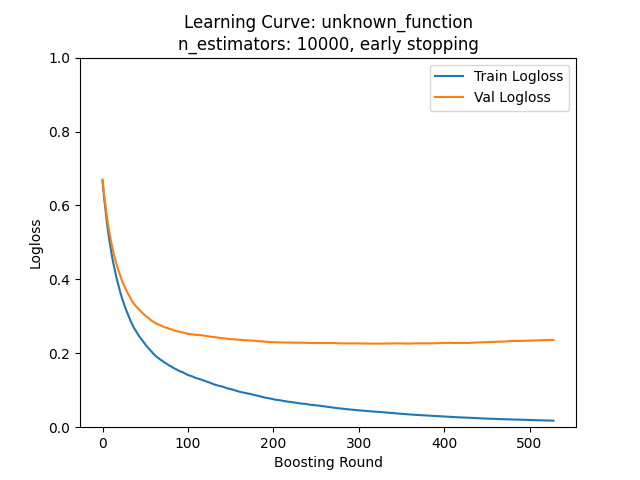 Learning Curve: unknown_function
n_estimators: 10000, early stopping
Train Logloss
Val Logloss
1.0
0.8
0.6
0.4
0.2
0.0
Logloss
0 100 200 300 400 500
Boosting Round